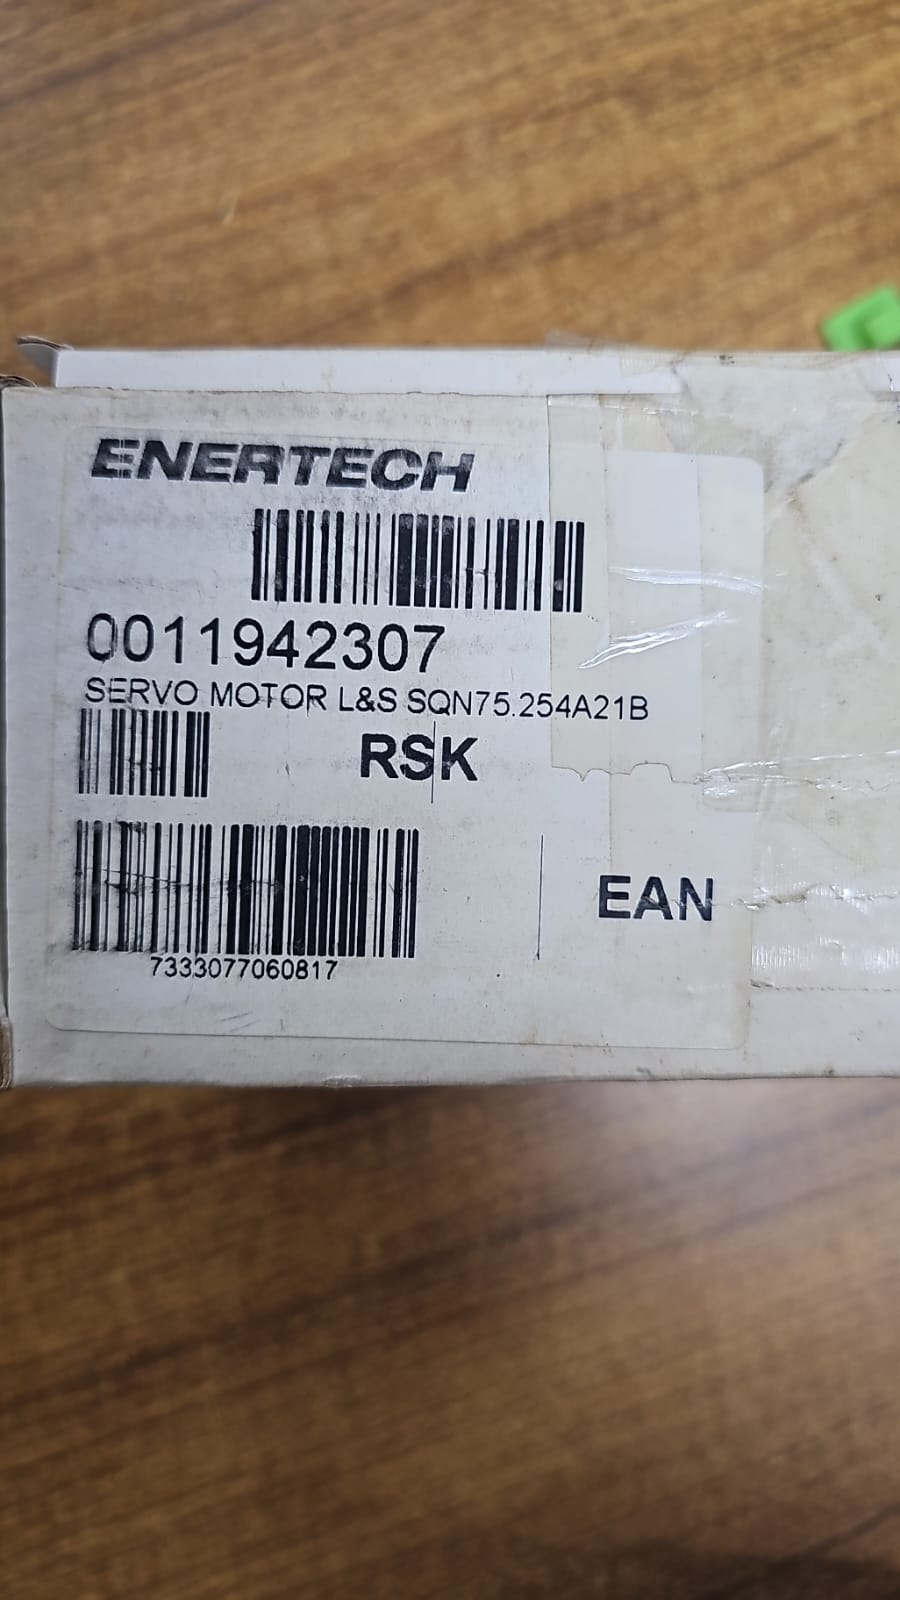 ENERTECH
0011942307
SERVO MOTOR L&S SQN75.254A21B
RSK
EAN
7333077060817